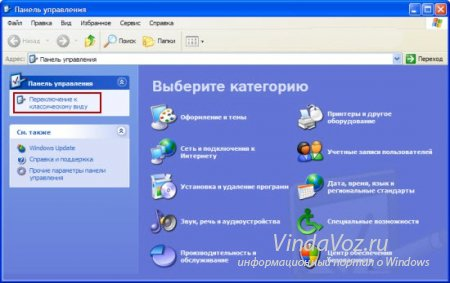 Панель управления
Файл Правка Вид Избранное Сервис Справка
Назад Поиск Папки
Адрес: Панель управления Переход
Панель управления
Переключение к
классическому виду
См. также
Windows Update
Справка и поддержка
Прочие параметры панели
управления
Выберите категорию
Оформление и темы
Принтеры и другое
оборудование
Сеть и подключения к
Интернету
Учетные записи пользователей
Установка и удаление программ
Дата, время, язык и
региональные стандарты
Звук, речь и аудиоустройства
Специальные возможности
Производительность и
обслуживание
Центр обеспечения
безопасности
VindaVoz.ru
информационный портал о Windows